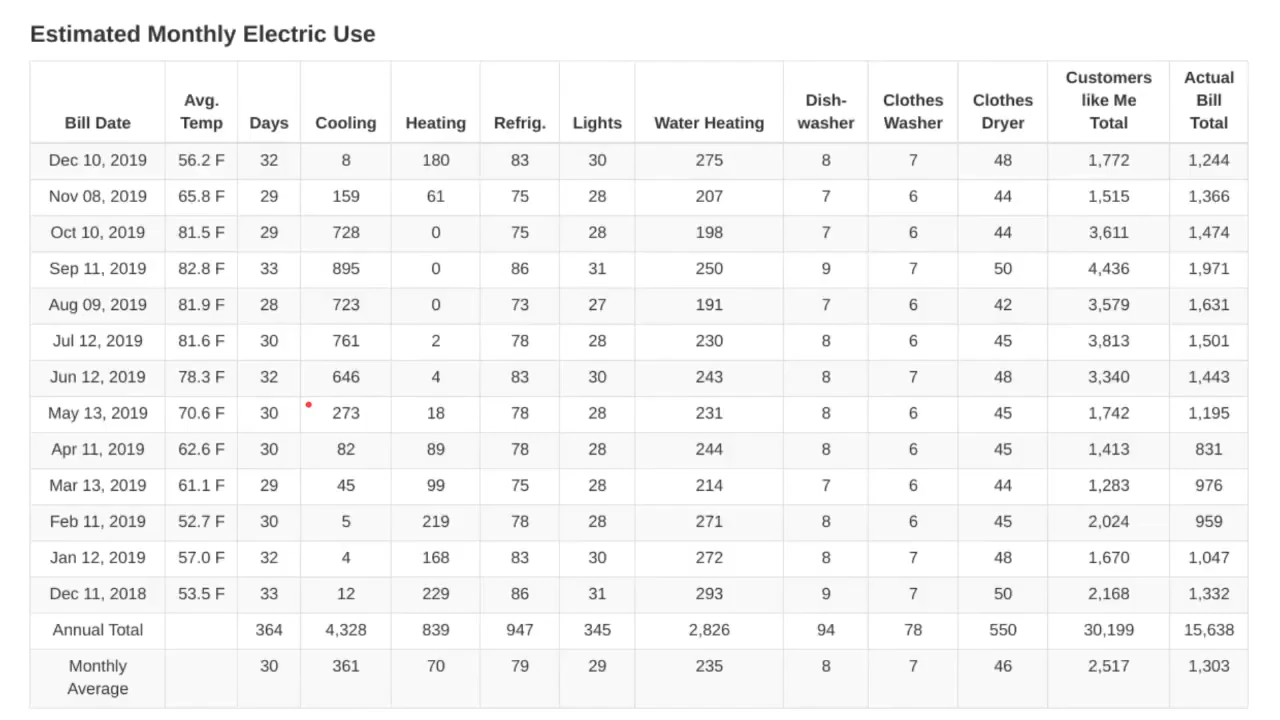 Estimated Monthly Electric Use
Bill Date Avg. Temp Days Cooling Heating Refrig. Lights Water Heating Dish-washer Clothes Washer Clothes Dryer Customers like Me Total Actual Bill Total
Dec 10, 2019 56.2 F 32 8 180 83 30 275 8 7 48 1,772 1,244
Nov 08, 2019 65.8 F 29 159 61 75 28 207 7 6 44 1,515 1,366
Oct 10, 2019 81.5 F 29 728 0 75 28 198 7 6 44 3,611 1,474
Sep 11, 2019 82.8 F 33 895 0 86 31 250 9 7 50 4,436 1,971
Aug 09, 2019 81.9 F 28 723 0 73 27 191 7 6 42 3,579 1,631
Jul 12, 2019 81.6 F 30 761 2 78 28 230 8 6 45 3,813 1,501
Jun 12, 2019 78.3 F 32 646 4 83 30 243 8 7 48 3,340 1,443
May 13, 2019 70.6 F 30 273 18 78 28 231 8 6 45 1,742 1,195
Apr 11, 2019 62.6 F 30 82 89 78 28 244 8 6 45 1,413 831
Mar 13, 2019 61.1 F 29 45 99 75 28 214 7 6 44 1,283 976
Feb 11, 2019 52.7 F 30 5 219 78 28 271 8 6 45 2,024 959
Jan 12, 2019 57.0 F 32 4 168 83 30 272 8 7 48 1,670 1,047
Dec 11, 2018 53.5 F 33 12 229 86 31 293 9 7 50 2,168 1,332
Annual Total 364 4,328 839 947 345 2,826 94 78 550 30,199 15,638
Monthly Average 30 361 70 79 29 235 8 7 46 2,517 1,303